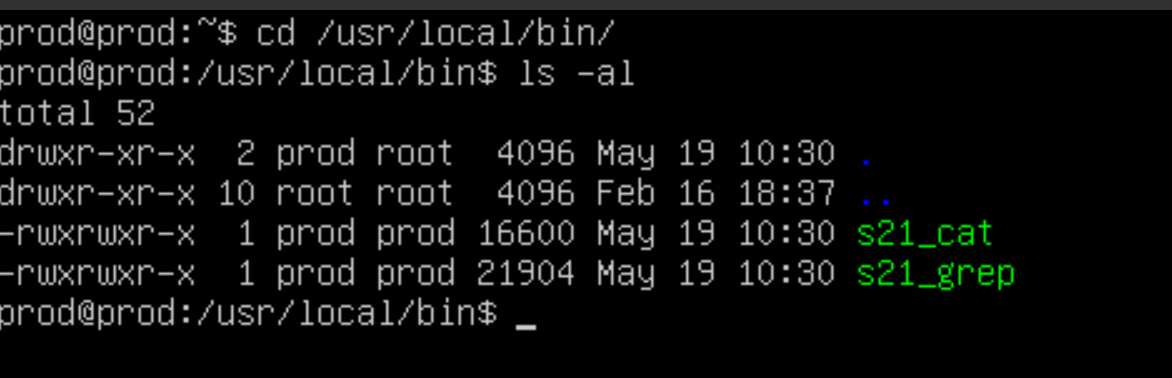 prod@prod:~$ cd /usr/local/bin/
prod@prod:/usr/local/bin$ ls -al
total 52
drwxr-xr-x  2 prod root  4096 May 19 10:30 .
drwxr-xr-x 10 root root  4096 Feb 16 18:37 ..
-rwxrwxr-x  1 prod prod 16600 May 19 10:30 s21_cat
-rwxrwxr-x  1 prod prod 21904 May 19 10:30 s21_grep
prod@prod:/usr/local/bin$ _